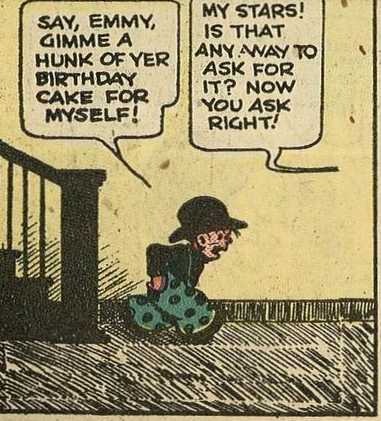 SAY, EMMY,
GIMME A
HUNK OF YER
BIRTHDAY
CAKE FOR
MYSELF!
MY STARS!
IS THAT
ANY WAY TO
ASK FOR
IT? NOW
YOU ASK
RIGHT!